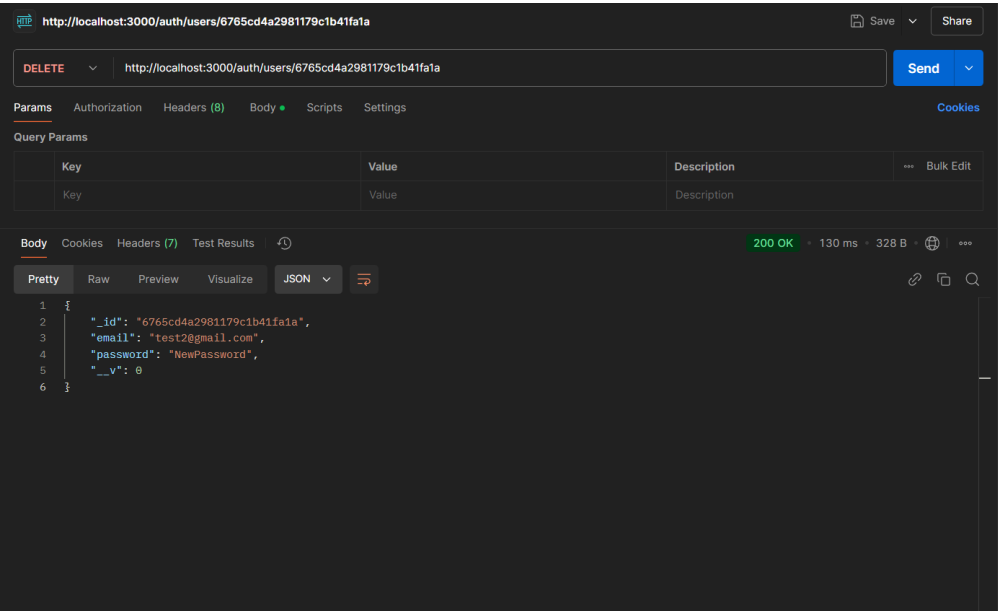 HTTP http://localhost:3000/auth/users/6765cd4a2981179c1b41fa1a Save Share
DELETE http://localhost:3000/auth/users/6765cd4a2981179c1b41fa1a Send
Params Authorization Headers (8) Body Scripts Settings Cookies
Query Params
Key Value Description Bulk Edit
Key Value Description
Body Cookies Headers (7) Test Results 200 OK 130 ms 328 B
Pretty Raw Preview Visualize JSON
1 {
2 "_id": "6765cd4a2981179c1b41fa1a",
3 "email": "test2@gmail.com",
4 "password": "NewPassword",
5 "__v": 0
6 }